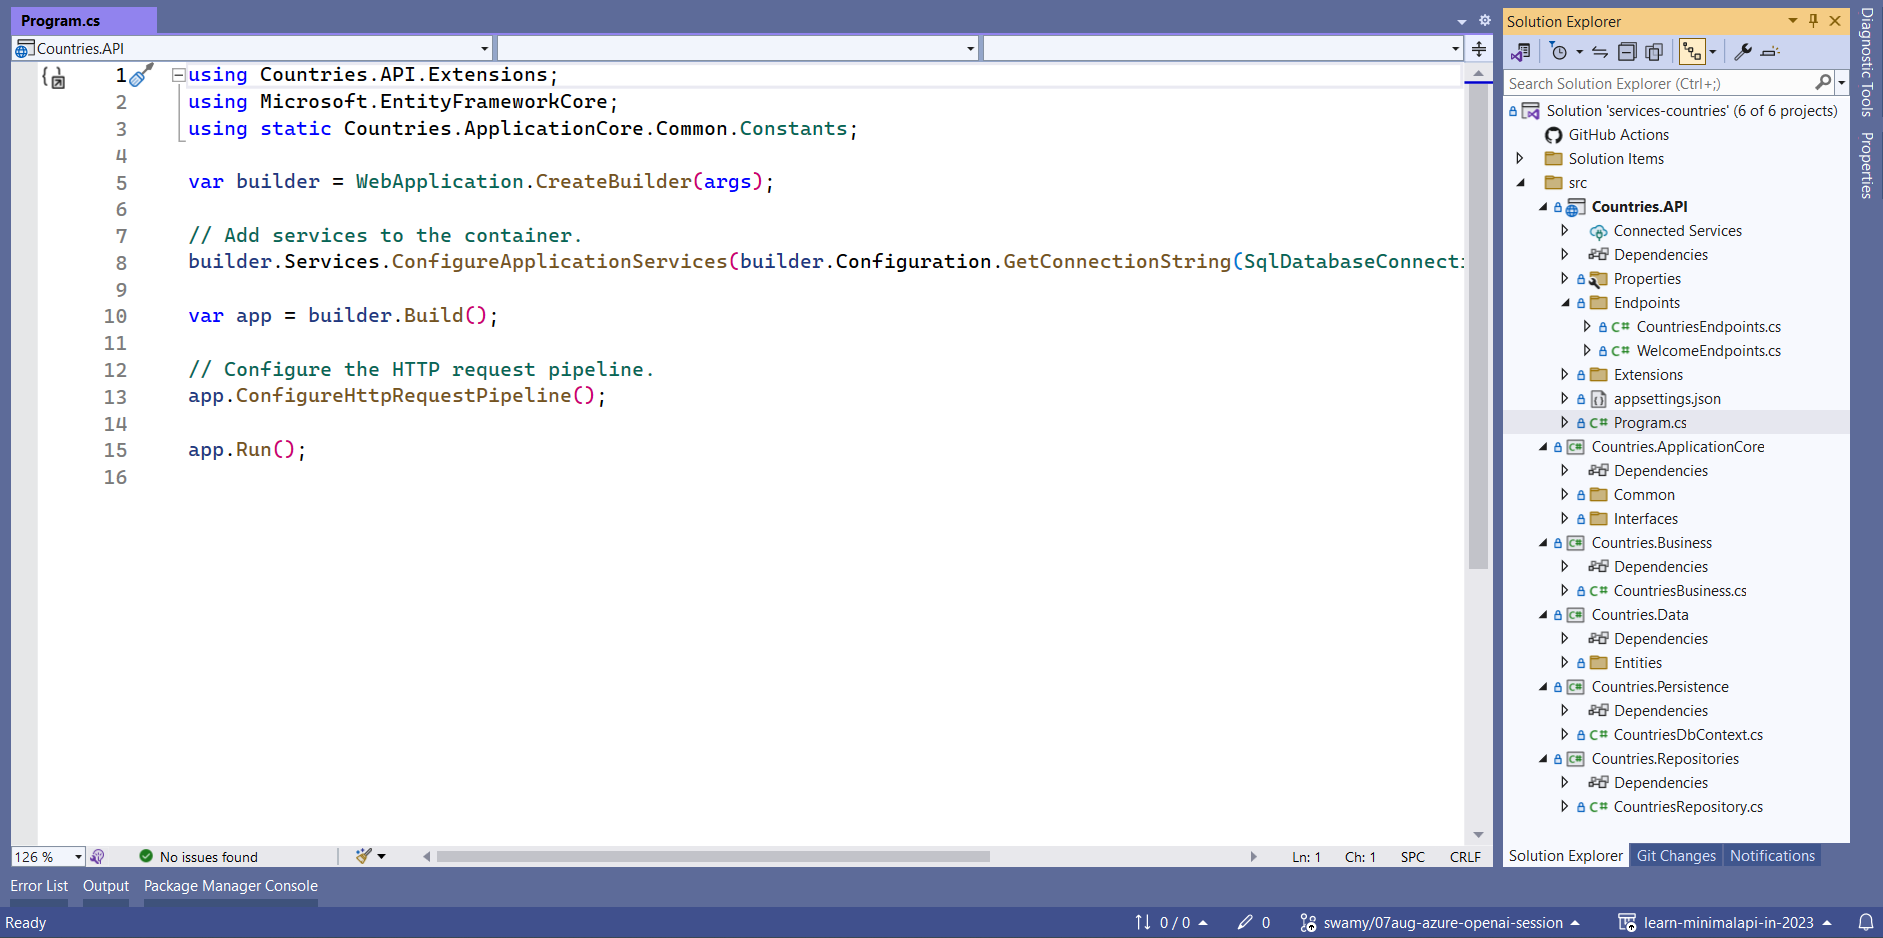 Program.cs
Countries.API
1 using Countries.API.Extensions;
2 using Microsoft.EntityFrameworkCore;
3 using static Countries.ApplicationCore.Common.Constants;
4
5 var builder = WebApplication.CreateBuilder(args);
6
7 // Add services to the container.
8 builder.Services.ConfigureApplicationServices(builder.Configuration.GetConnectionString(SqlDatabaseConnecti
9
10 var app = builder.Build();
11
12 // Configure the HTTP request pipeline.
13 app.ConfigureHttpRequestPipeline();
14
15 app.Run();
16
126 %
No issues found
Ln: 1 Ch: 1 SPC CRLF
Solution Explorer
Search Solution Explorer (Ctrl+;)
Solution 'services-countries' (6 of 6 projects)
GitHub Actions
Solution Items
src
Countries.API
Connected Services
Dependencies
Properties
Endpoints
C# CountriesEndpoints.cs
C# WelcomeEndpoints.cs
Extensions
appsettings.json
C# Program.cs
C# Countries.ApplicationCore
Dependencies
Common
Interfaces
C# Countries.Business
Dependencies
C# CountriesBusiness.cs
C# Countries.Data
Dependencies
Entities
C# Countries.Persistence
Dependencies
C# CountriesDbContext.cs
C# Countries.Repositories
Dependencies
C# CountriesRepository.cs
Solution Explorer Git Changes Notifications
Diagnostic Tools
Properties
Error List Output Package Manager Console
Ready
0 / 0 0 swamy/07aug-azure-openai-session learn-minimalapi-in-2023